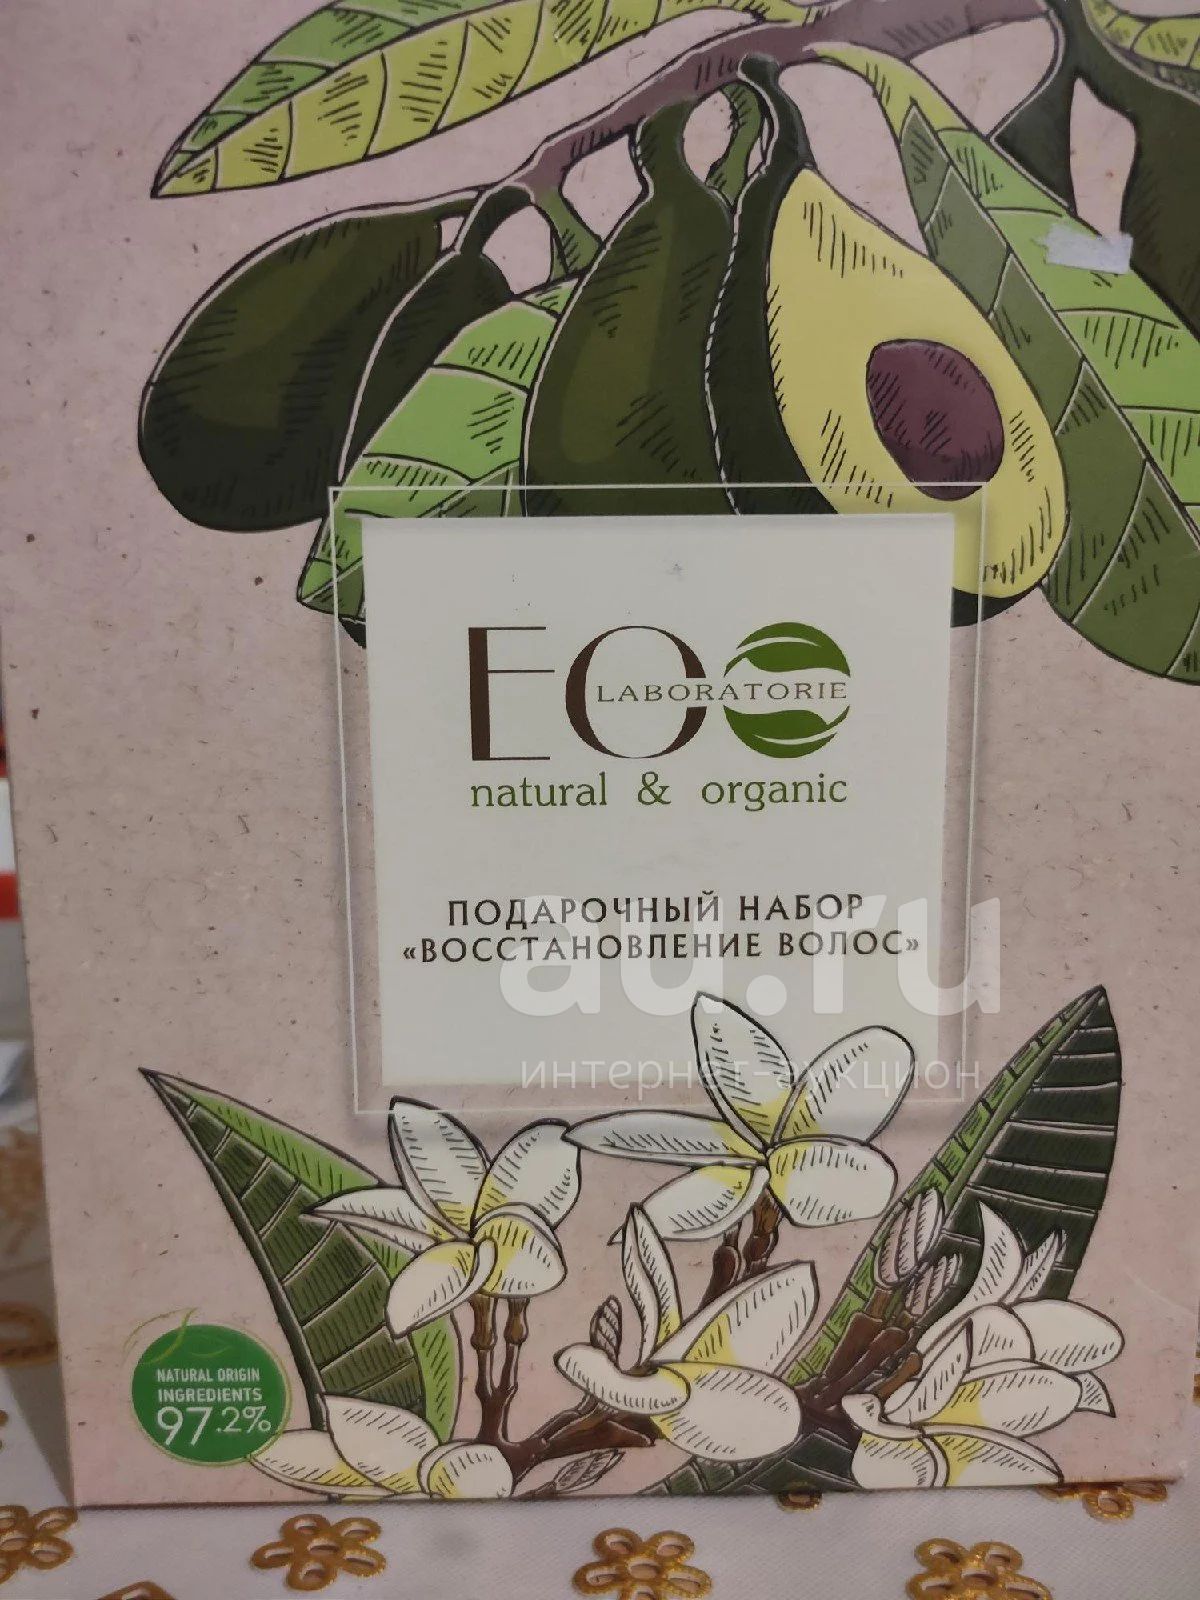 EO
LABORATORIE
natural & organic
ПОДАРОЧНЫЙ НАБОР
«ВОССТАНОВЛЕНИЕ ВОЛОС»
au.ru
интернет-аукцион
NATURAL ORIGIN
INGREDIENTS
97.2%